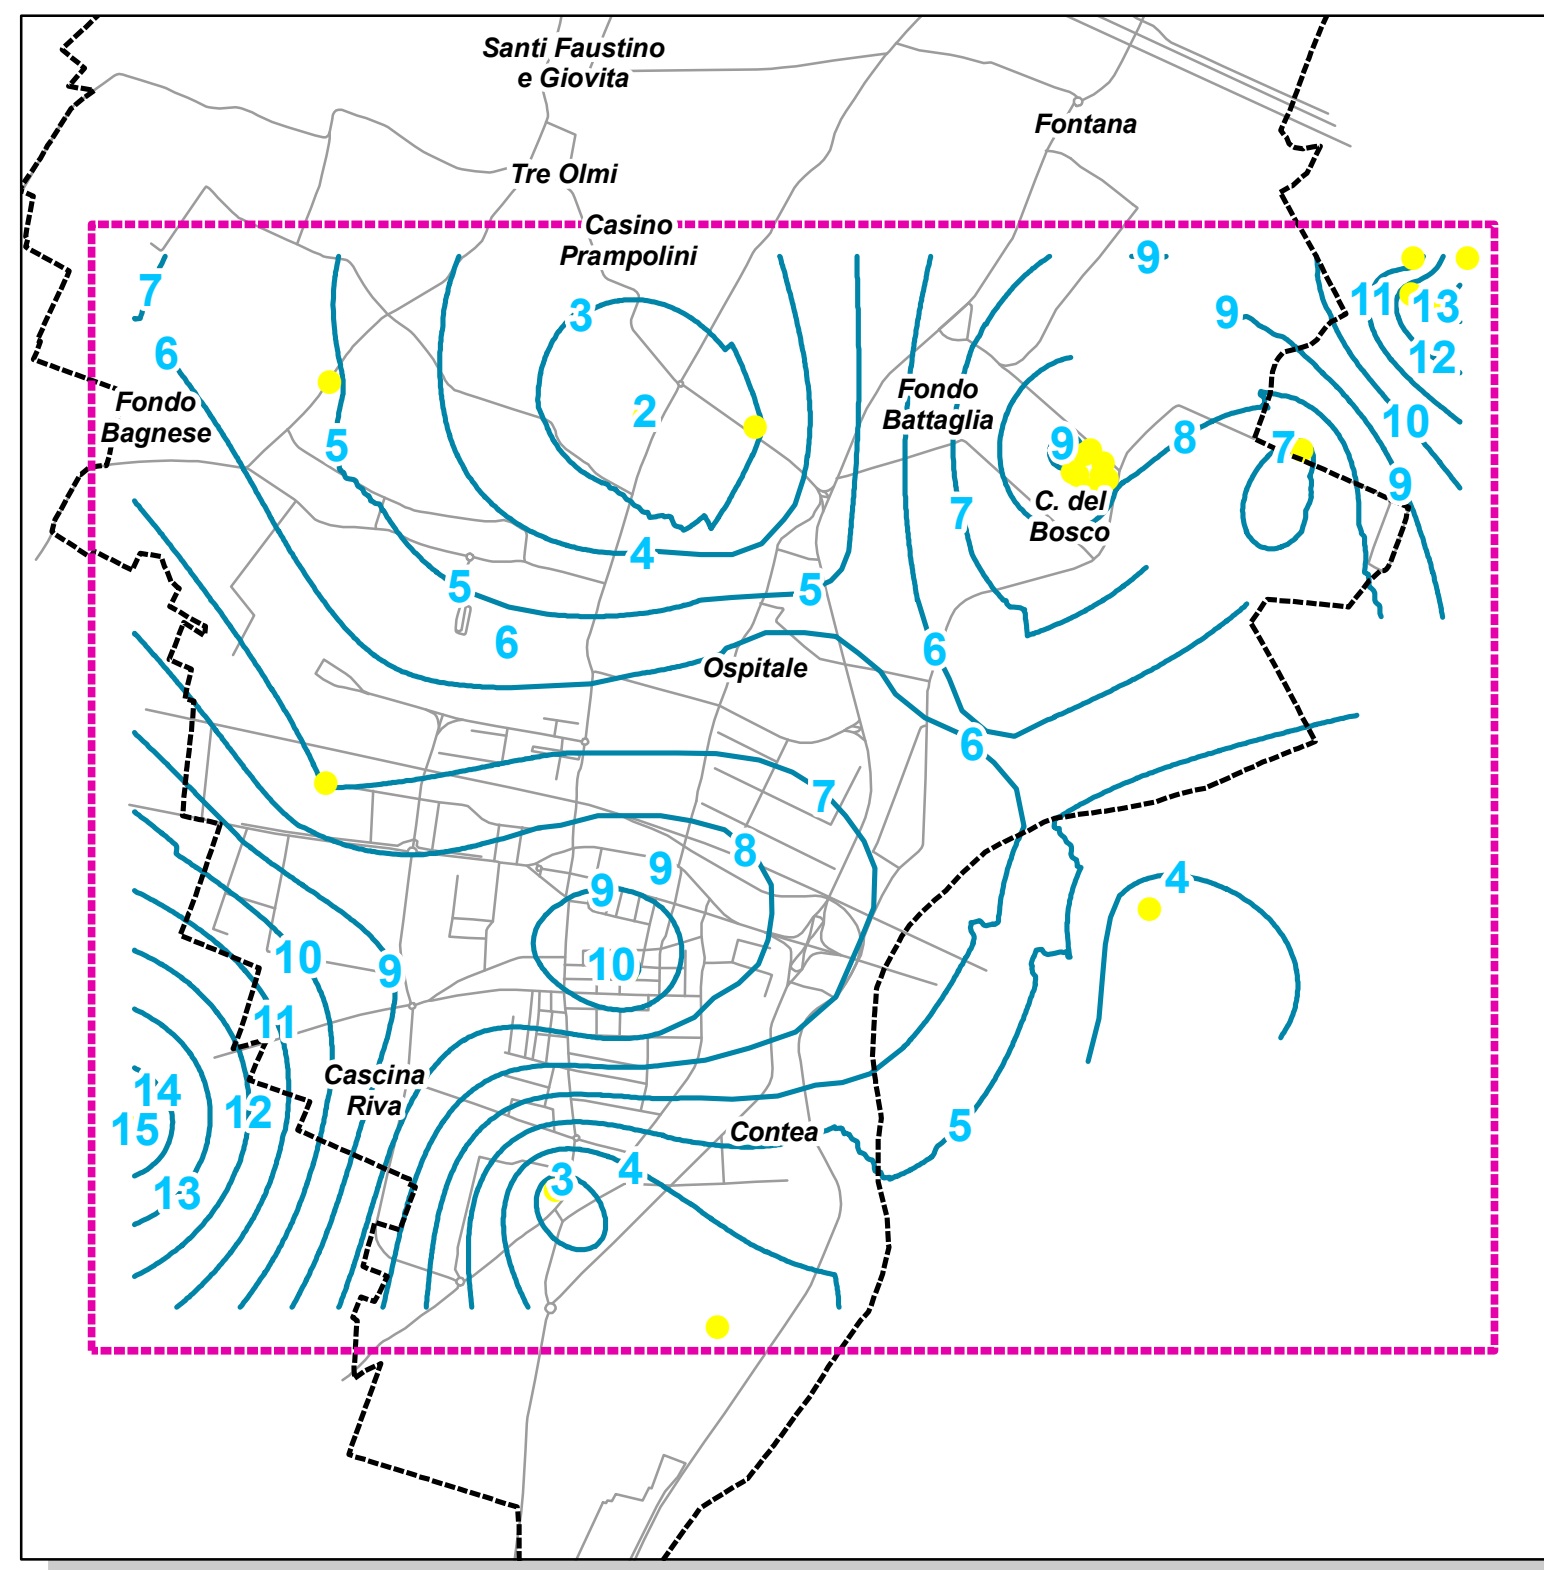 Santi Faustino
e Giovita
Fontana
Tre Olmi
Casino
Prampolini
9
7
11
13
3
9
6
12
Fondo
Bagnese
2
Fondo
Battaglia
10
5
9
8
7
9
C. del
Bosco
7
4
5
5
6
6
Ospitale
6
7
8
9
9
4
10
10
9
11
Cascina
Riva
14
12
15
5
Contea
4
3
13